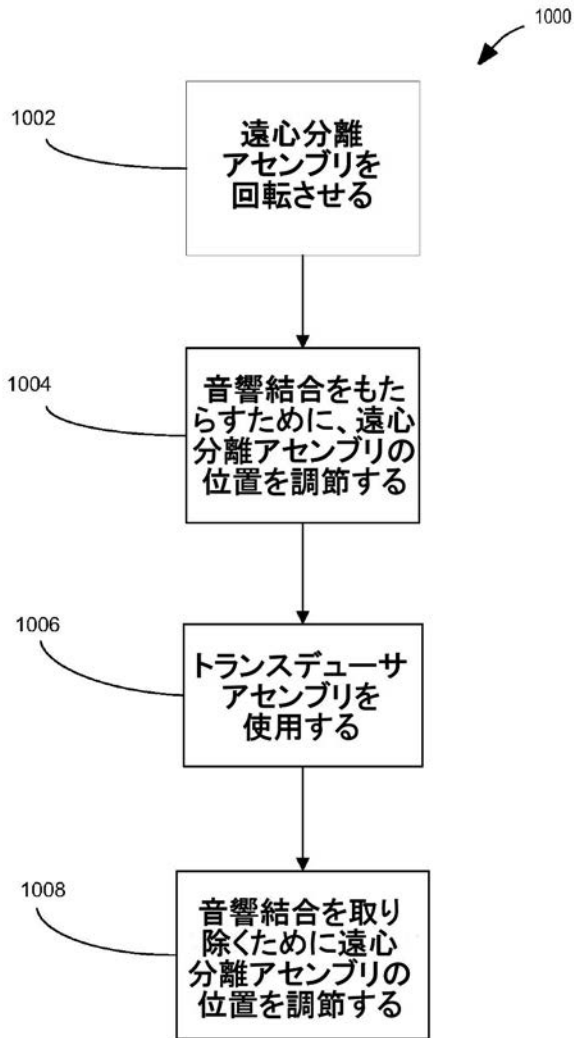 1000
1002
遠心分離
アセンブリを
回転させる
1004
音響結合をもた
らすために、遠心
分離アセンブリの
位置を調節する
1006
トランスデューサ
アセンブリを
使用する
1008
音響結合を取り
除くために遠心
分離アセンブリの
位置を調節する